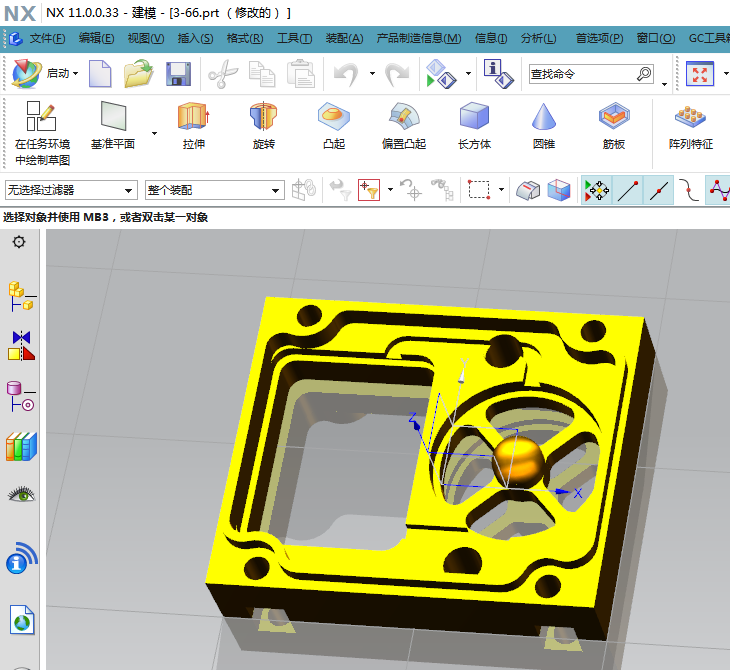 NX NX 11.0.0.33 - 建模 - [3-66.prt （修改的） ]
文件(F) 编辑(E) 视图(V) 插入(S) 格式(R) 工具(T) 装配(A) 产品制造信息(M) 信息(I) 分析(L) 首选项(P) 窗口(O) GC工具
启动 查找命令
在任务环境中绘制草图 基准平面 拉伸 旋转 凸起 偏置凸起 长方体 圆锥 筋板 阵列特征
无选择过滤器 整个装配
选择对象并使用 MB3，或者双击某一对象
Y
Z
X